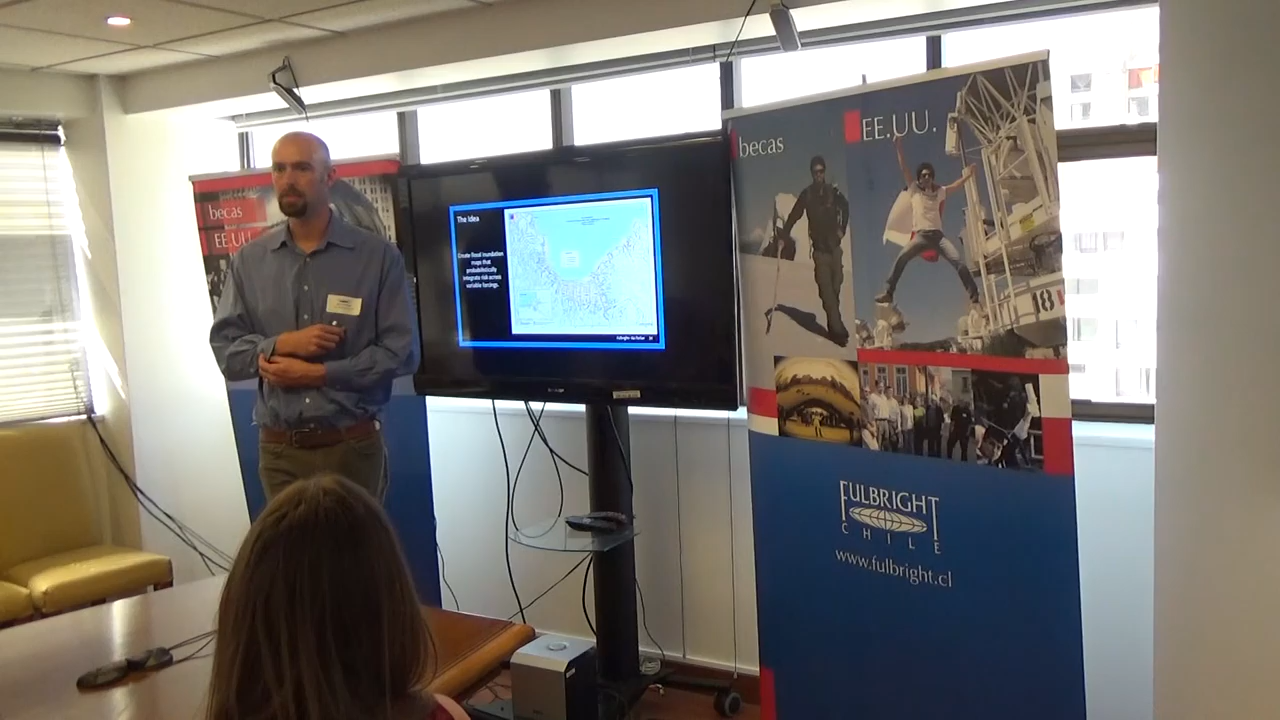 becas
EE.UU.
The Idea
Create flood inundation
maps that
probabilistically
integrate risk across
variable forcings.
becas
EE.UU.
18
FULBRIGHT
CHILE
www.fulbright.cl